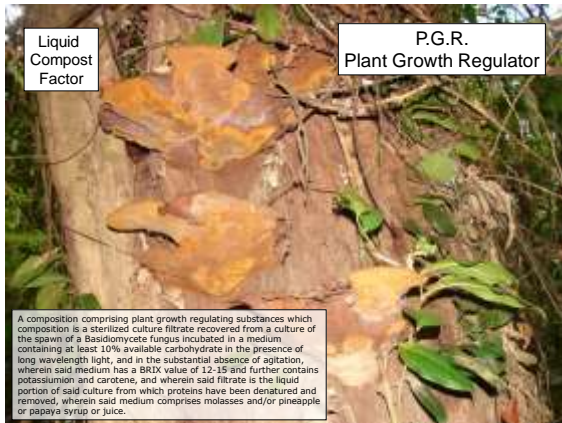 Liquid
Compost
Factor
P.G.R.
Plant Growth Regulator
A composition comprising plant growth regulating substances which
composition is a sterilized culture filtrate recovered from a culture of
the spawn of a Basidiomycete fungus incubated in a medium
containing at least 10% available carbohydrate in the presence of
long wavelength light, and in the substantial absence of agitation,
wherein said medium has a BRIX value of 12-15 and further contains
potassiumion and carotene, and wherein said filtrate is the liquid
portion of said culture from which proteins have been denatured and
removed, wherein said medium comprises molasses and/or pineapple
or papaya syrup or juice.